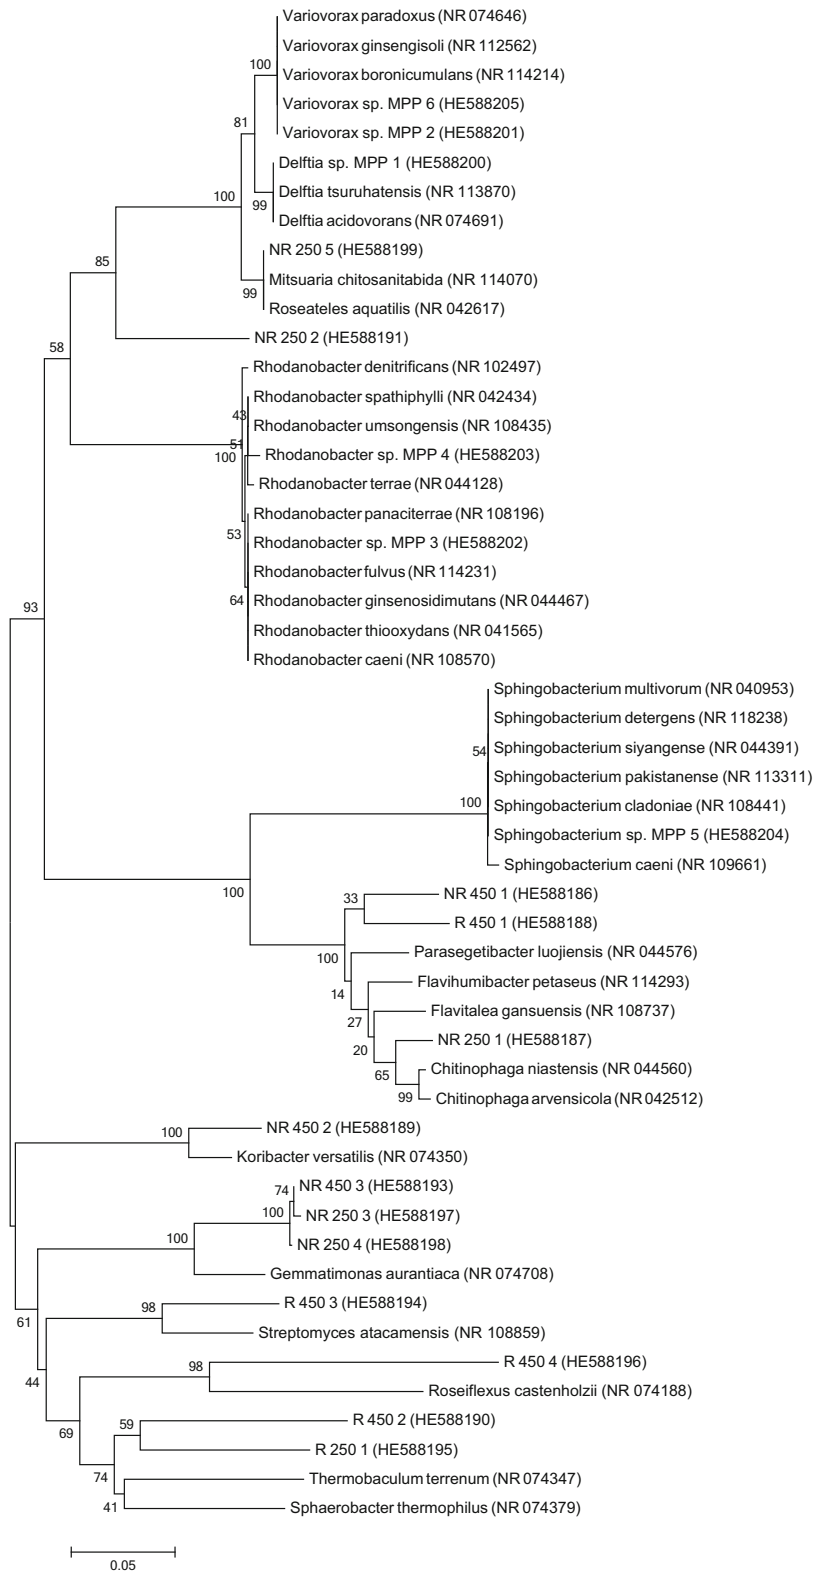 Variovorax paradoxus (NR 074646)
Variovorax ginsengisoli (NR 112562)
100
Variovorax boronicumulans (NR 114214)
Variovorax sp. MPP 6 (HE588205)
81
Variovorax sp. MPP 2 (HE588201)
Delftia sp. MPP 1 (HE588200)
100
Delftia tsuruhatensis (NR 113870)
99
Delftia acidovorans (NR 074691)
NR 250 5 (HE588199)
85
Mitsuaria chitosanitabida (NR 114070)
99
Roseateles aquatilis (NR 042617)
NR 250 2 (HE588191)
58
Rhodanobacter denitrificans (NR 102497)
Rhodanobacter spathiphylli (NR 042434)
43
Rhodanobacter umsongensis (NR 108435)
51
100
Rhodanobacter sp. MPP 4 (HE588203)
Rhodanobacter terrae (NR 044128)
Rhodanobacter panaciterrae (NR 108196)
53
Rhodanobacter sp. MPP 3 (HE588202)
Rhodanobacter fulvus (NR 114231)
64
Rhodanobacter ginsenosidimutans (NR 044467)
93
Rhodanobacter thiooxydans (NR 041565)
Rhodanobacter caeni (NR 108570)
Sphingobacterium multivorum (NR 040953)
Sphingobacterium detergens (NR 118238)
54
Sphingobacterium siyangense (NR 044391)
Sphingobacterium pakistanense (NR 113311)
100
Sphingobacterium cladoniae (NR 108441)
Sphingobacterium sp. MPP 5 (HE588204)
Sphingobacterium caeni (NR 109661)
100
33
NR 450 1 (HE588186)
R 450 1 (HE588188)
100
Parasegetibacter luojiensis (NR 044576)
14
Flavihumibacter petaseus (NR 114293)
27
Flavitalea gansuensis (NR 108737)
20
NR 250 1 (HE588187)
65
Chitinophaga niastensis (NR 044560)
99
Chitinophaga arvensicola (NR 042512)
100
NR 450 2 (HE588189)
Koribacter versatilis (NR 074350)
74
NR 450 3 (HE588193)
100
NR 250 3 (HE588197)
100
NR 250 4 (HE588198)
Gemmatimonas aurantiaca (NR 074708)
61
98
R 450 3 (HE588194)
Streptomyces atacamensis (NR 108859)
44
98
R 450 4 (HE588196)
Roseiflexus castenholzii (NR 074188)
69
59
R 450 2 (HE588190)
R 250 1 (HE588195)
74
Thermobaculum terrenum (NR 074347)
41
Sphaerobacter thermophilus (NR 074379)
0.05